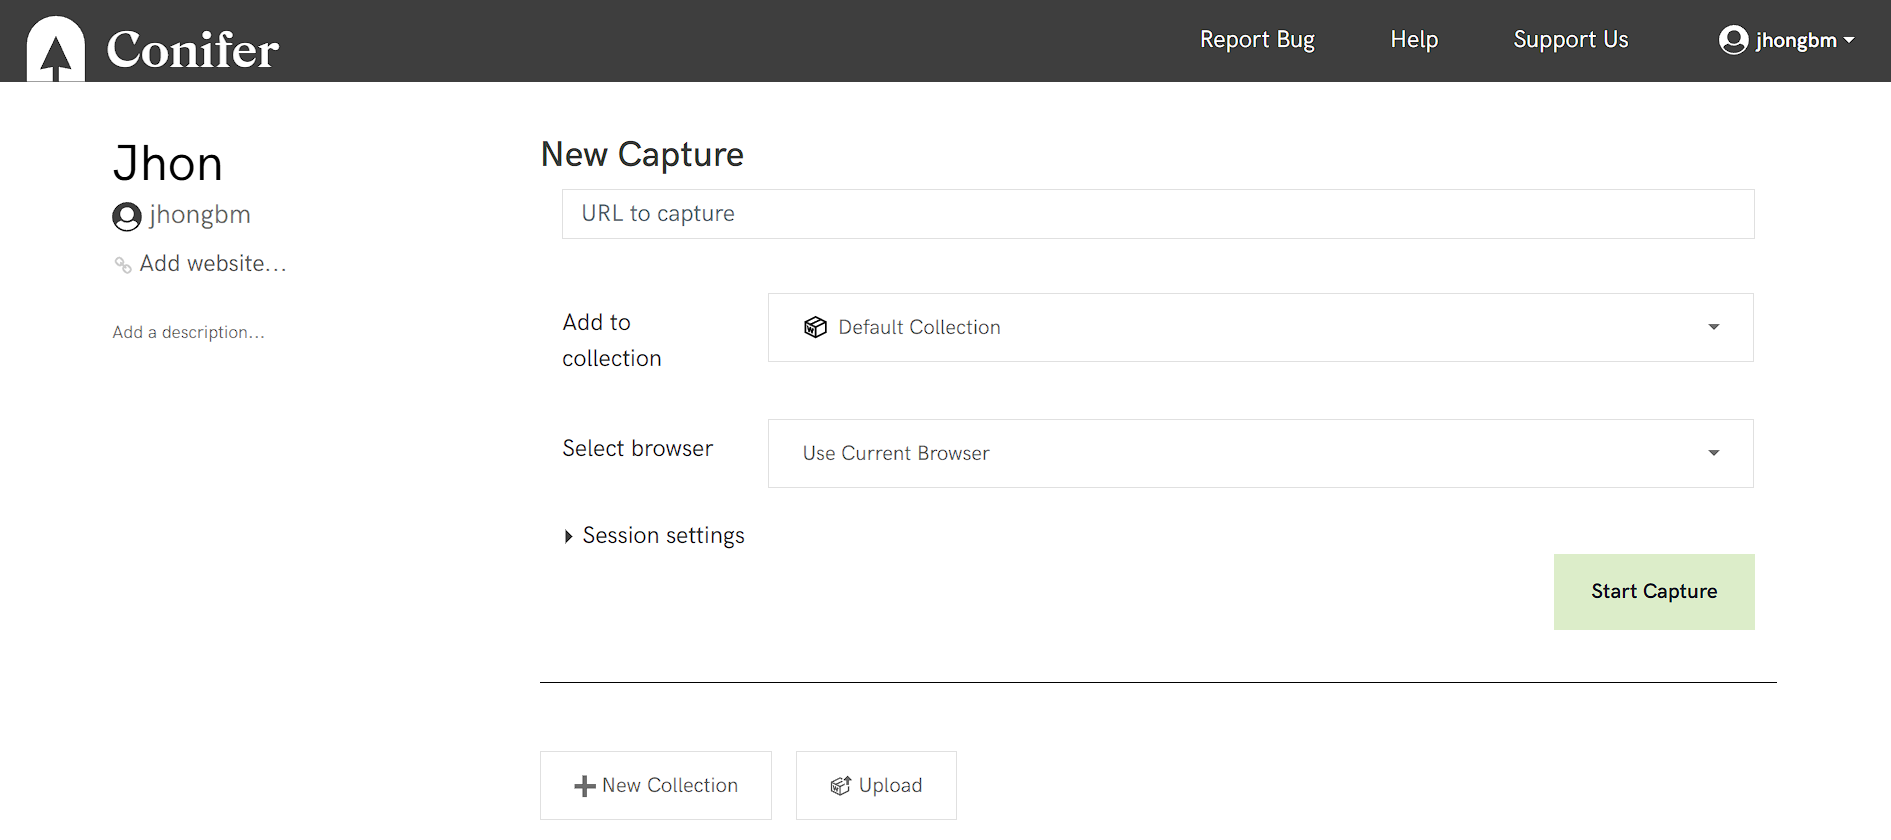 Conifer
Report Bug
Help
Support Us
jhongbm
Jhon
jhongbm
Add website...
Add a description...
New Capture
URL to capture
Add to
collection
Default Collection
Select browser
Use Current Browser
Session settings
Start Capture
New Collection
Upload